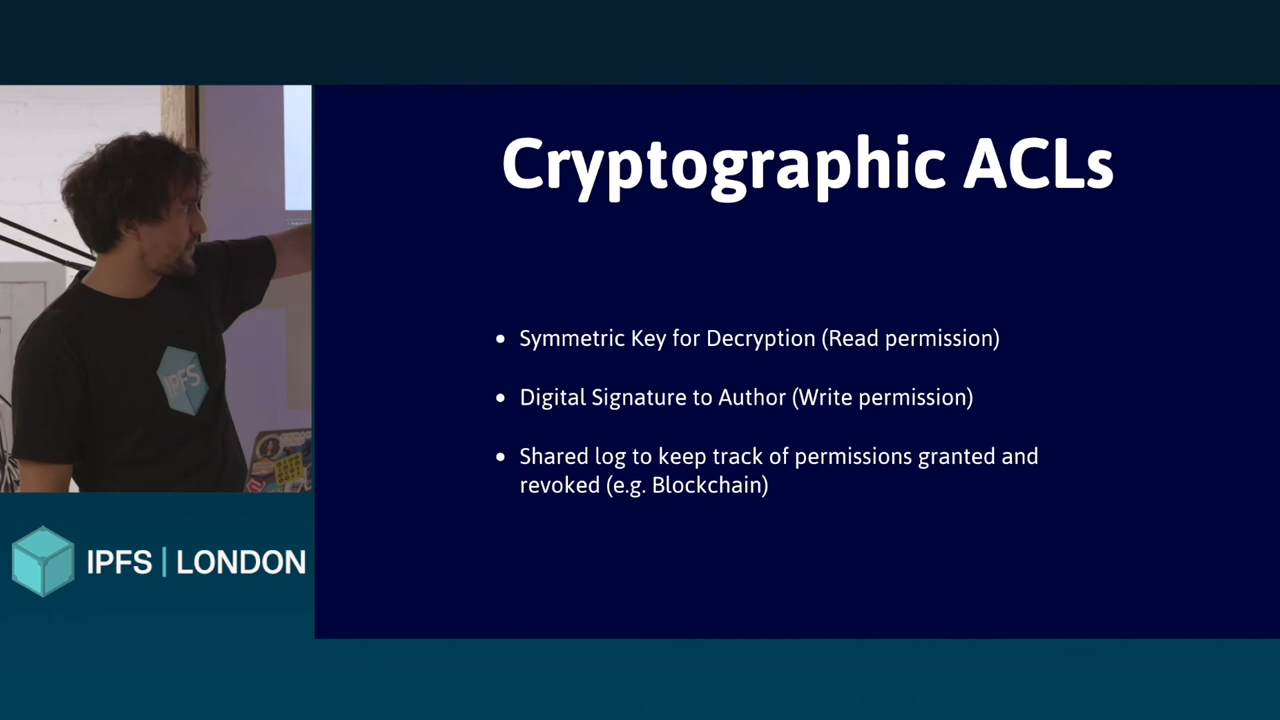 Cryptographic ACLs
• Symmetric Key for Decryption (Read permission)
• Digital Signature to Author (Write permission)
• Shared log to keep track of permissions granted and
revoked (e.g. Blockchain)
IPFS
IPFS | LONDON